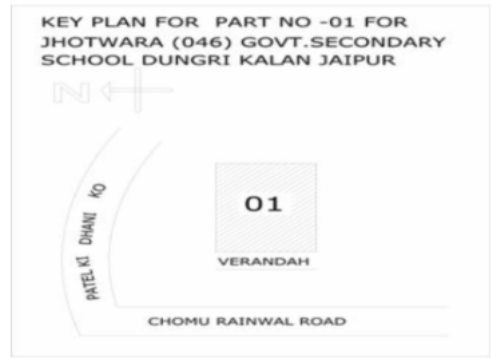 KEY PLAN FOR PART NO -01 FOR
JHOTWARA (046) GOVT.SECONDARY
SCHOOL DUNGRI KALAN JAIPUR
N
01
VERANDAH
PATEL KI DHANI KO
CHOMU RAINWAL ROAD